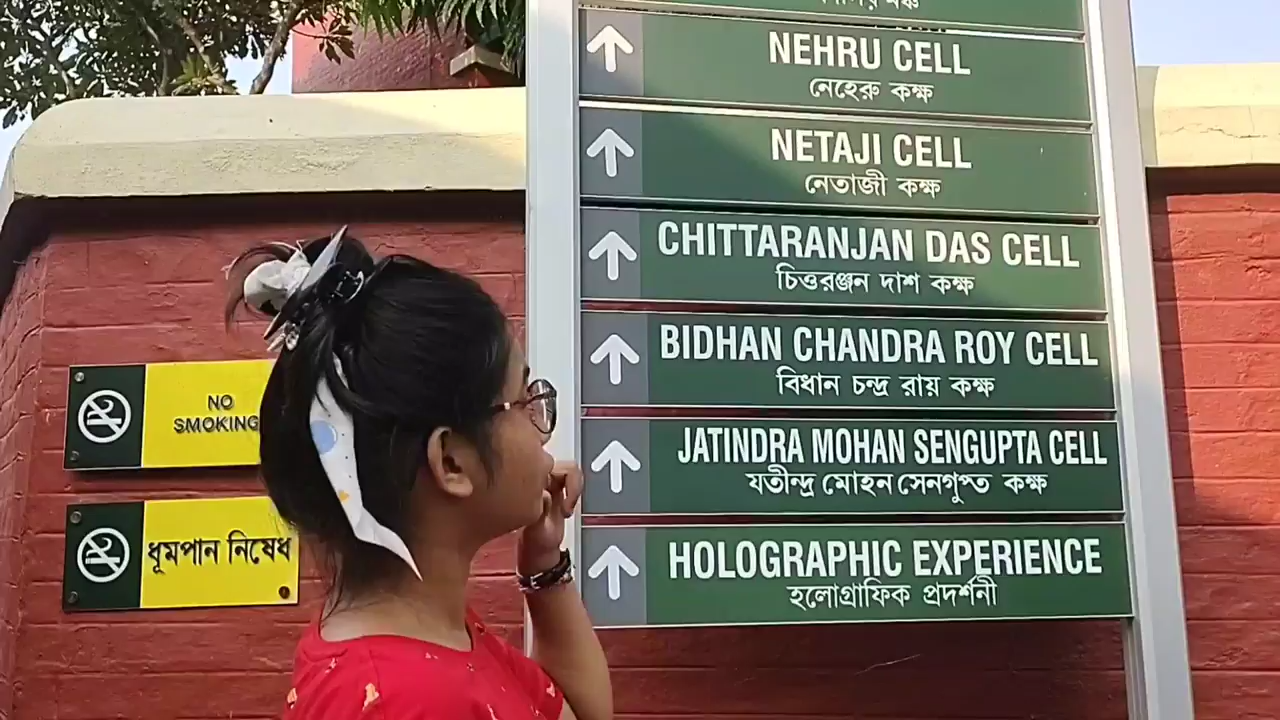 NEHRU CELL
নেহেরু কক্ষ
NETAJI CELL
নেতাজী কক্ষ
CHITTARANJAN DAS CELL
চিত্তরঞ্জন দাশ কক্ষ
BIDHAN CHANDRA ROY CELL
বিধান চন্দ্র রায় কক্ষ
JATINDRA MOHAN SENGUPTA CELL
যতীন্দ্র মোহন সেনগুপ্ত কক্ষ
HOLOGRAPHIC EXPERIENCE
হলোগ্রাফিক প্রদর্শনী
NO
SMOKING
ধূমপান নিষেধ